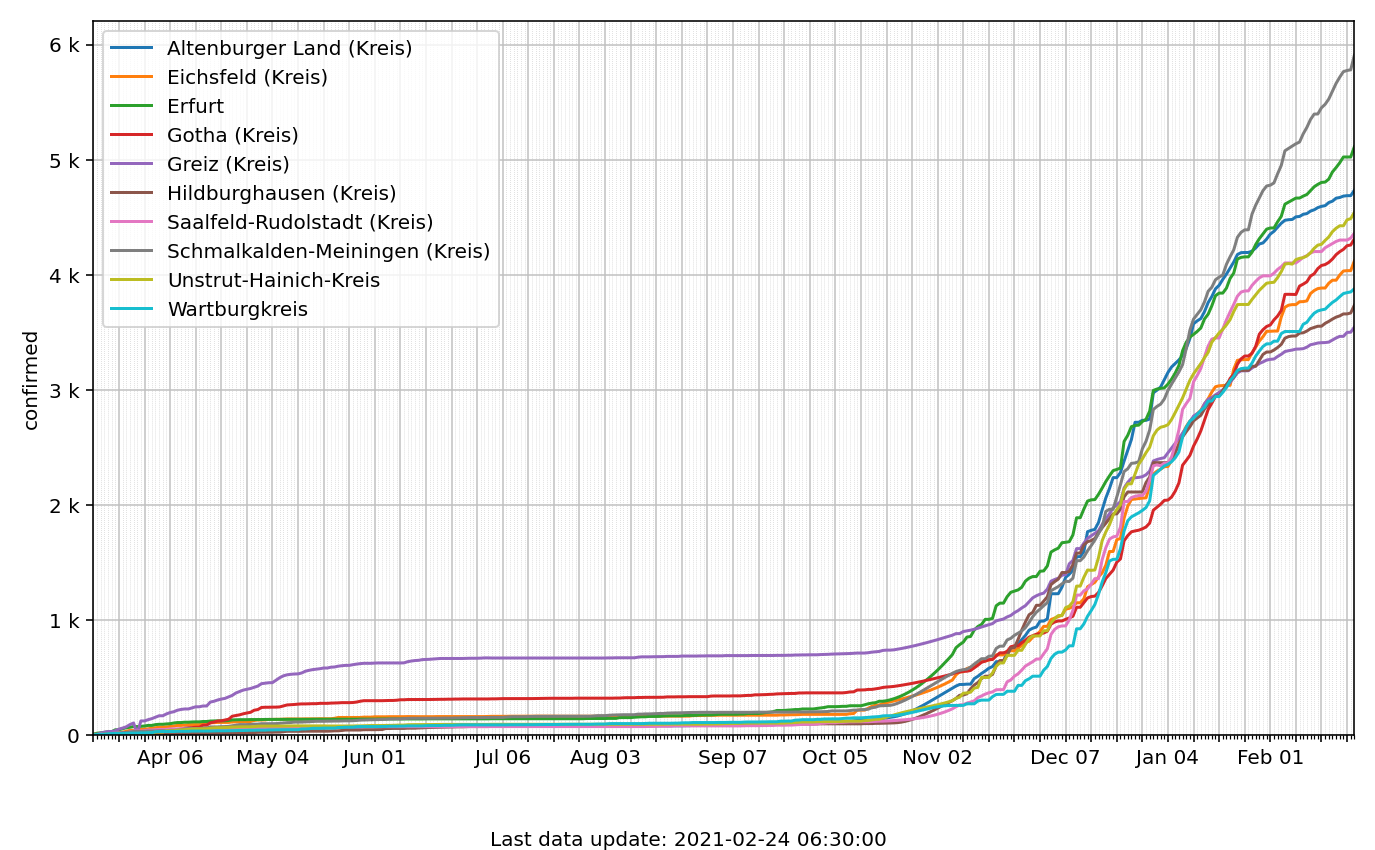 6 k
5 k
4 k
3 k
2 k
1 k
0
confirmed
Altenburger Land (Kreis)
Eichsfeld (Kreis)
Erfurt
Gotha (Kreis)
Greiz (Kreis)
Hildburghausen (Kreis)
Saalfeld-Rudolstadt (Kreis)
Schmalkalden-Meiningen (Kreis)
Unstrut-Hainich-Kreis
Wartburgkreis
Apr 06 May 04 Jun 01 Jul 06 Aug 03 Sep 07 Oct 05 Nov 02 Dec 07 Jan 04 Feb 01
Last data update: 2021-02-24 06:30:00